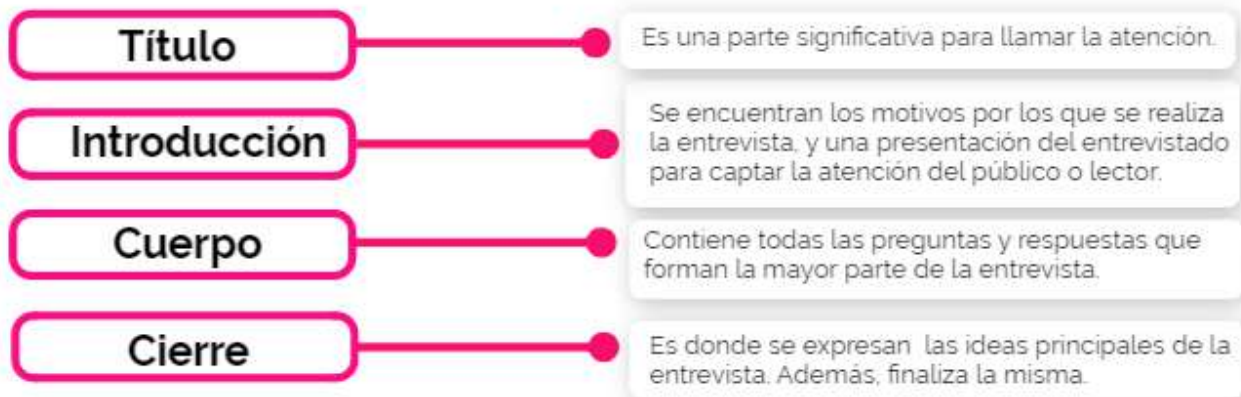 Título
Es una parte significativa para llamar la atención.
Introducción
Se encuentran los motivos por los que se realiza
la entrevista, y una presentación del entrevistado
para captar la atención del público o lector.
Cuerpo
Contiene todas las preguntas y respuestas que
forman la mayor parte de la entrevista.
Cierre
Es donde se expresan las ideas principales de la
entrevista. Además, finaliza la misma.